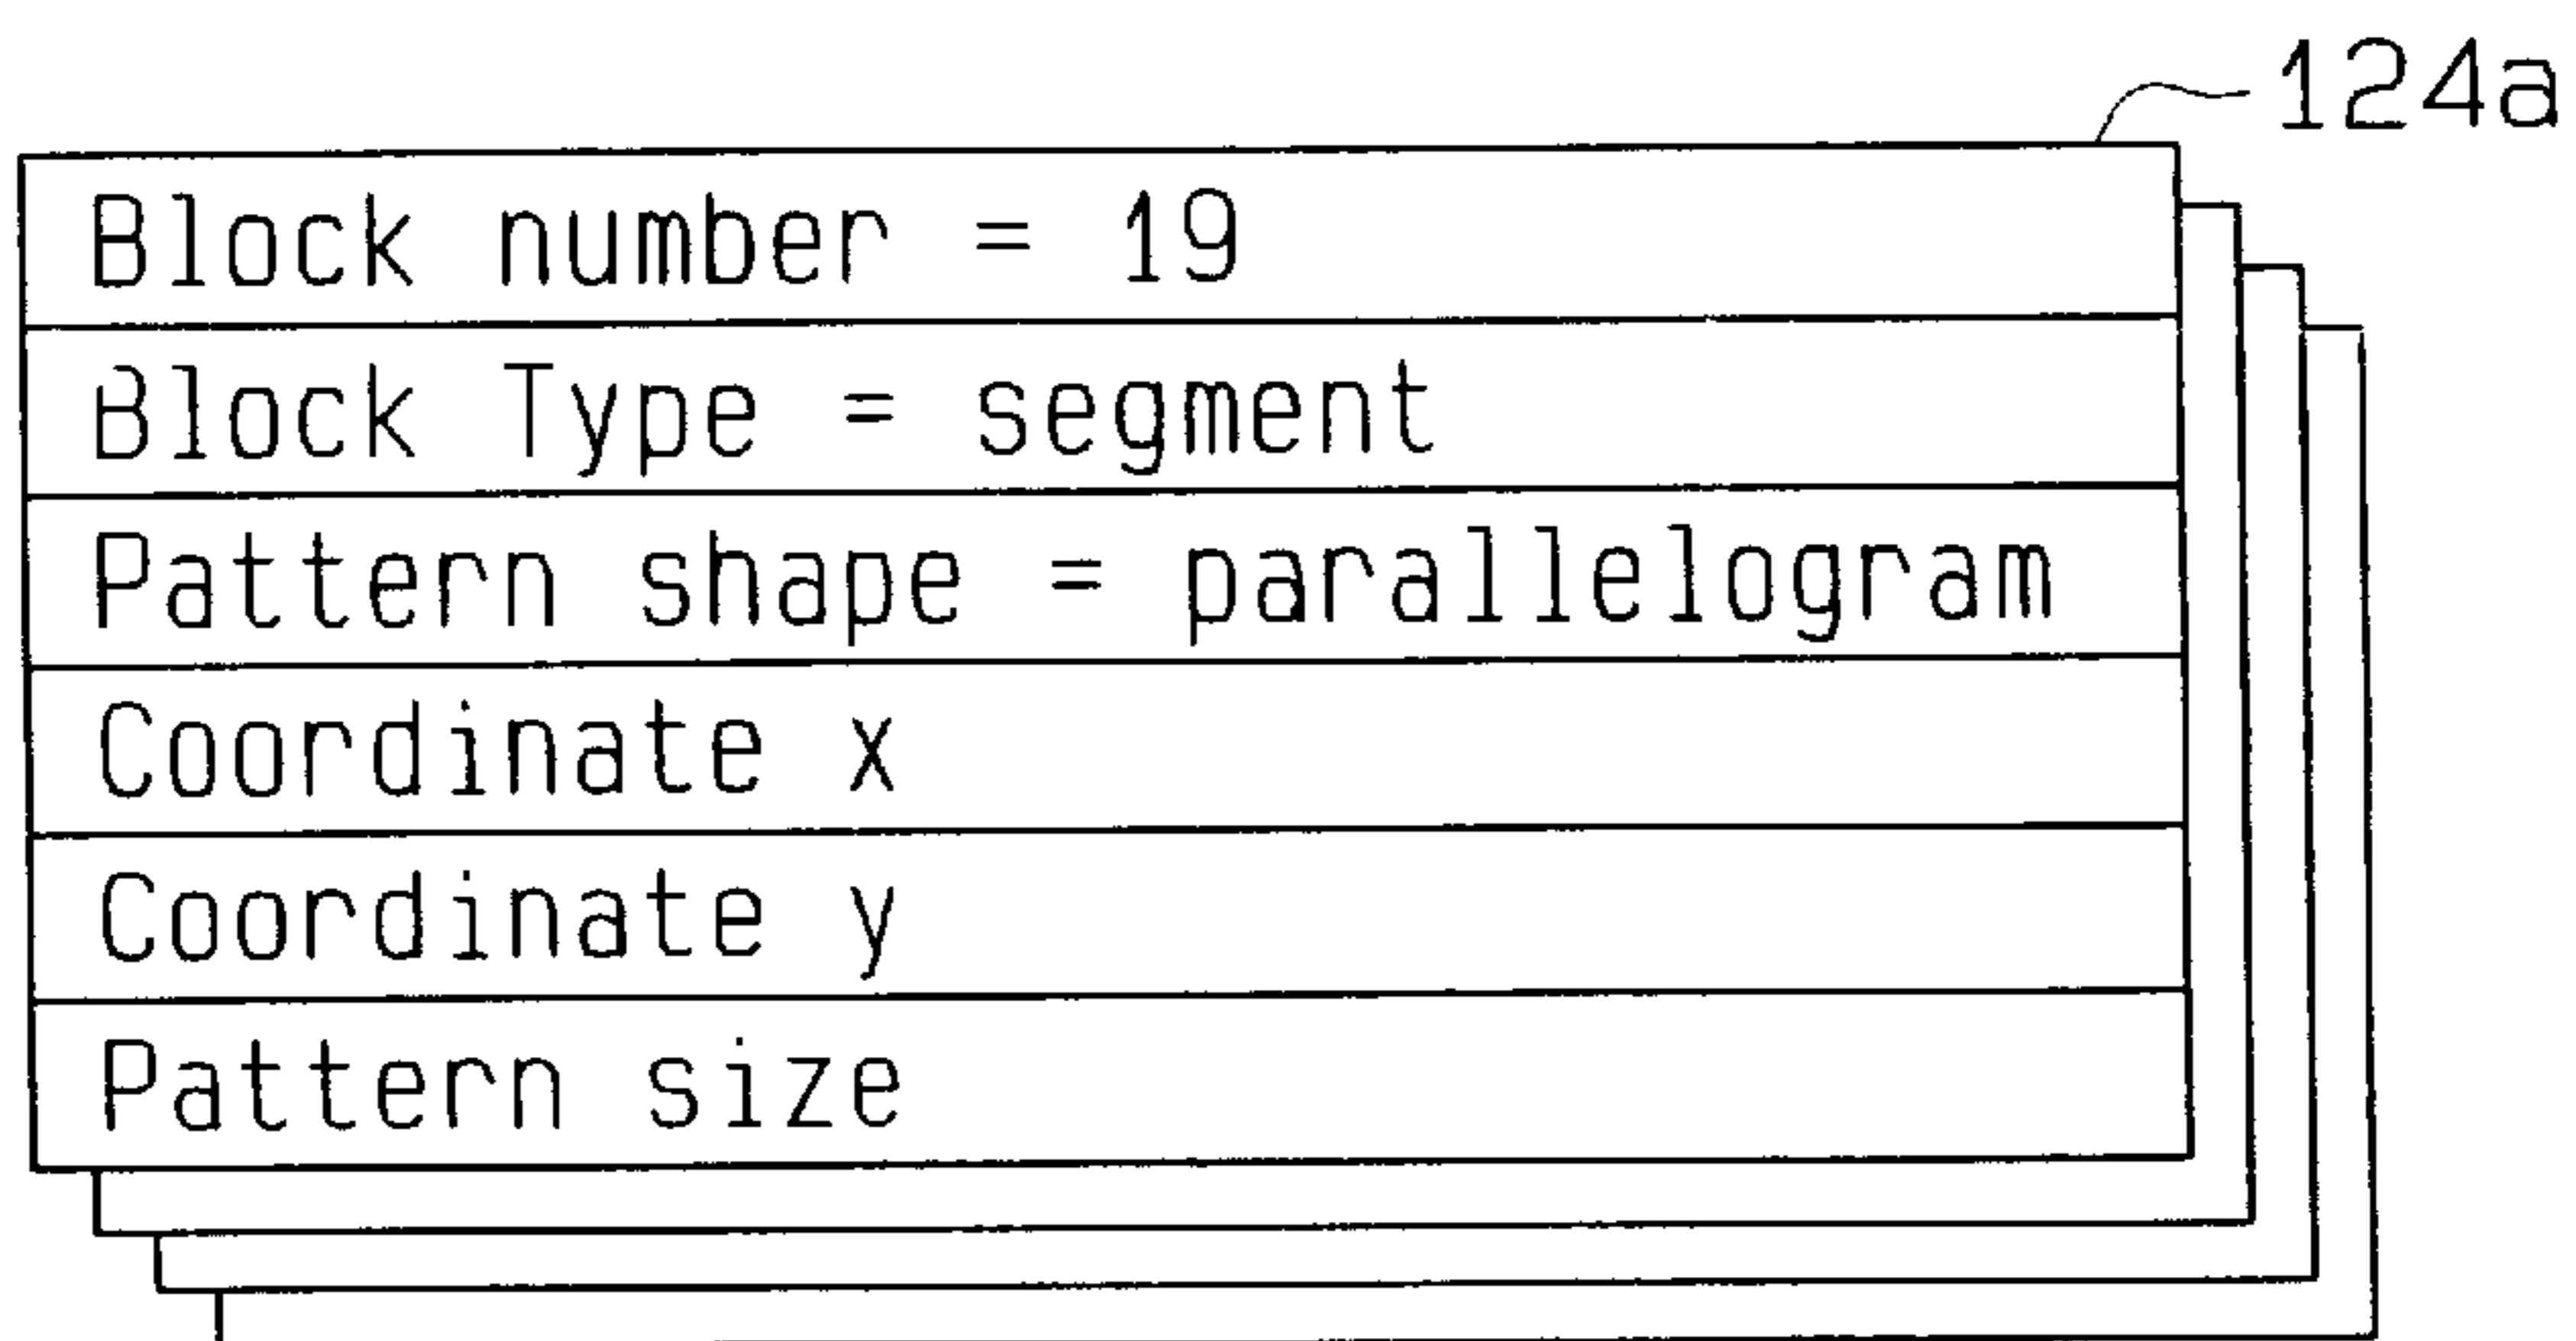 124a
Block number = 19
Block Type = segment
Pattern shape = parallelogram
Coordinate x
Coordinate y
Pattern size